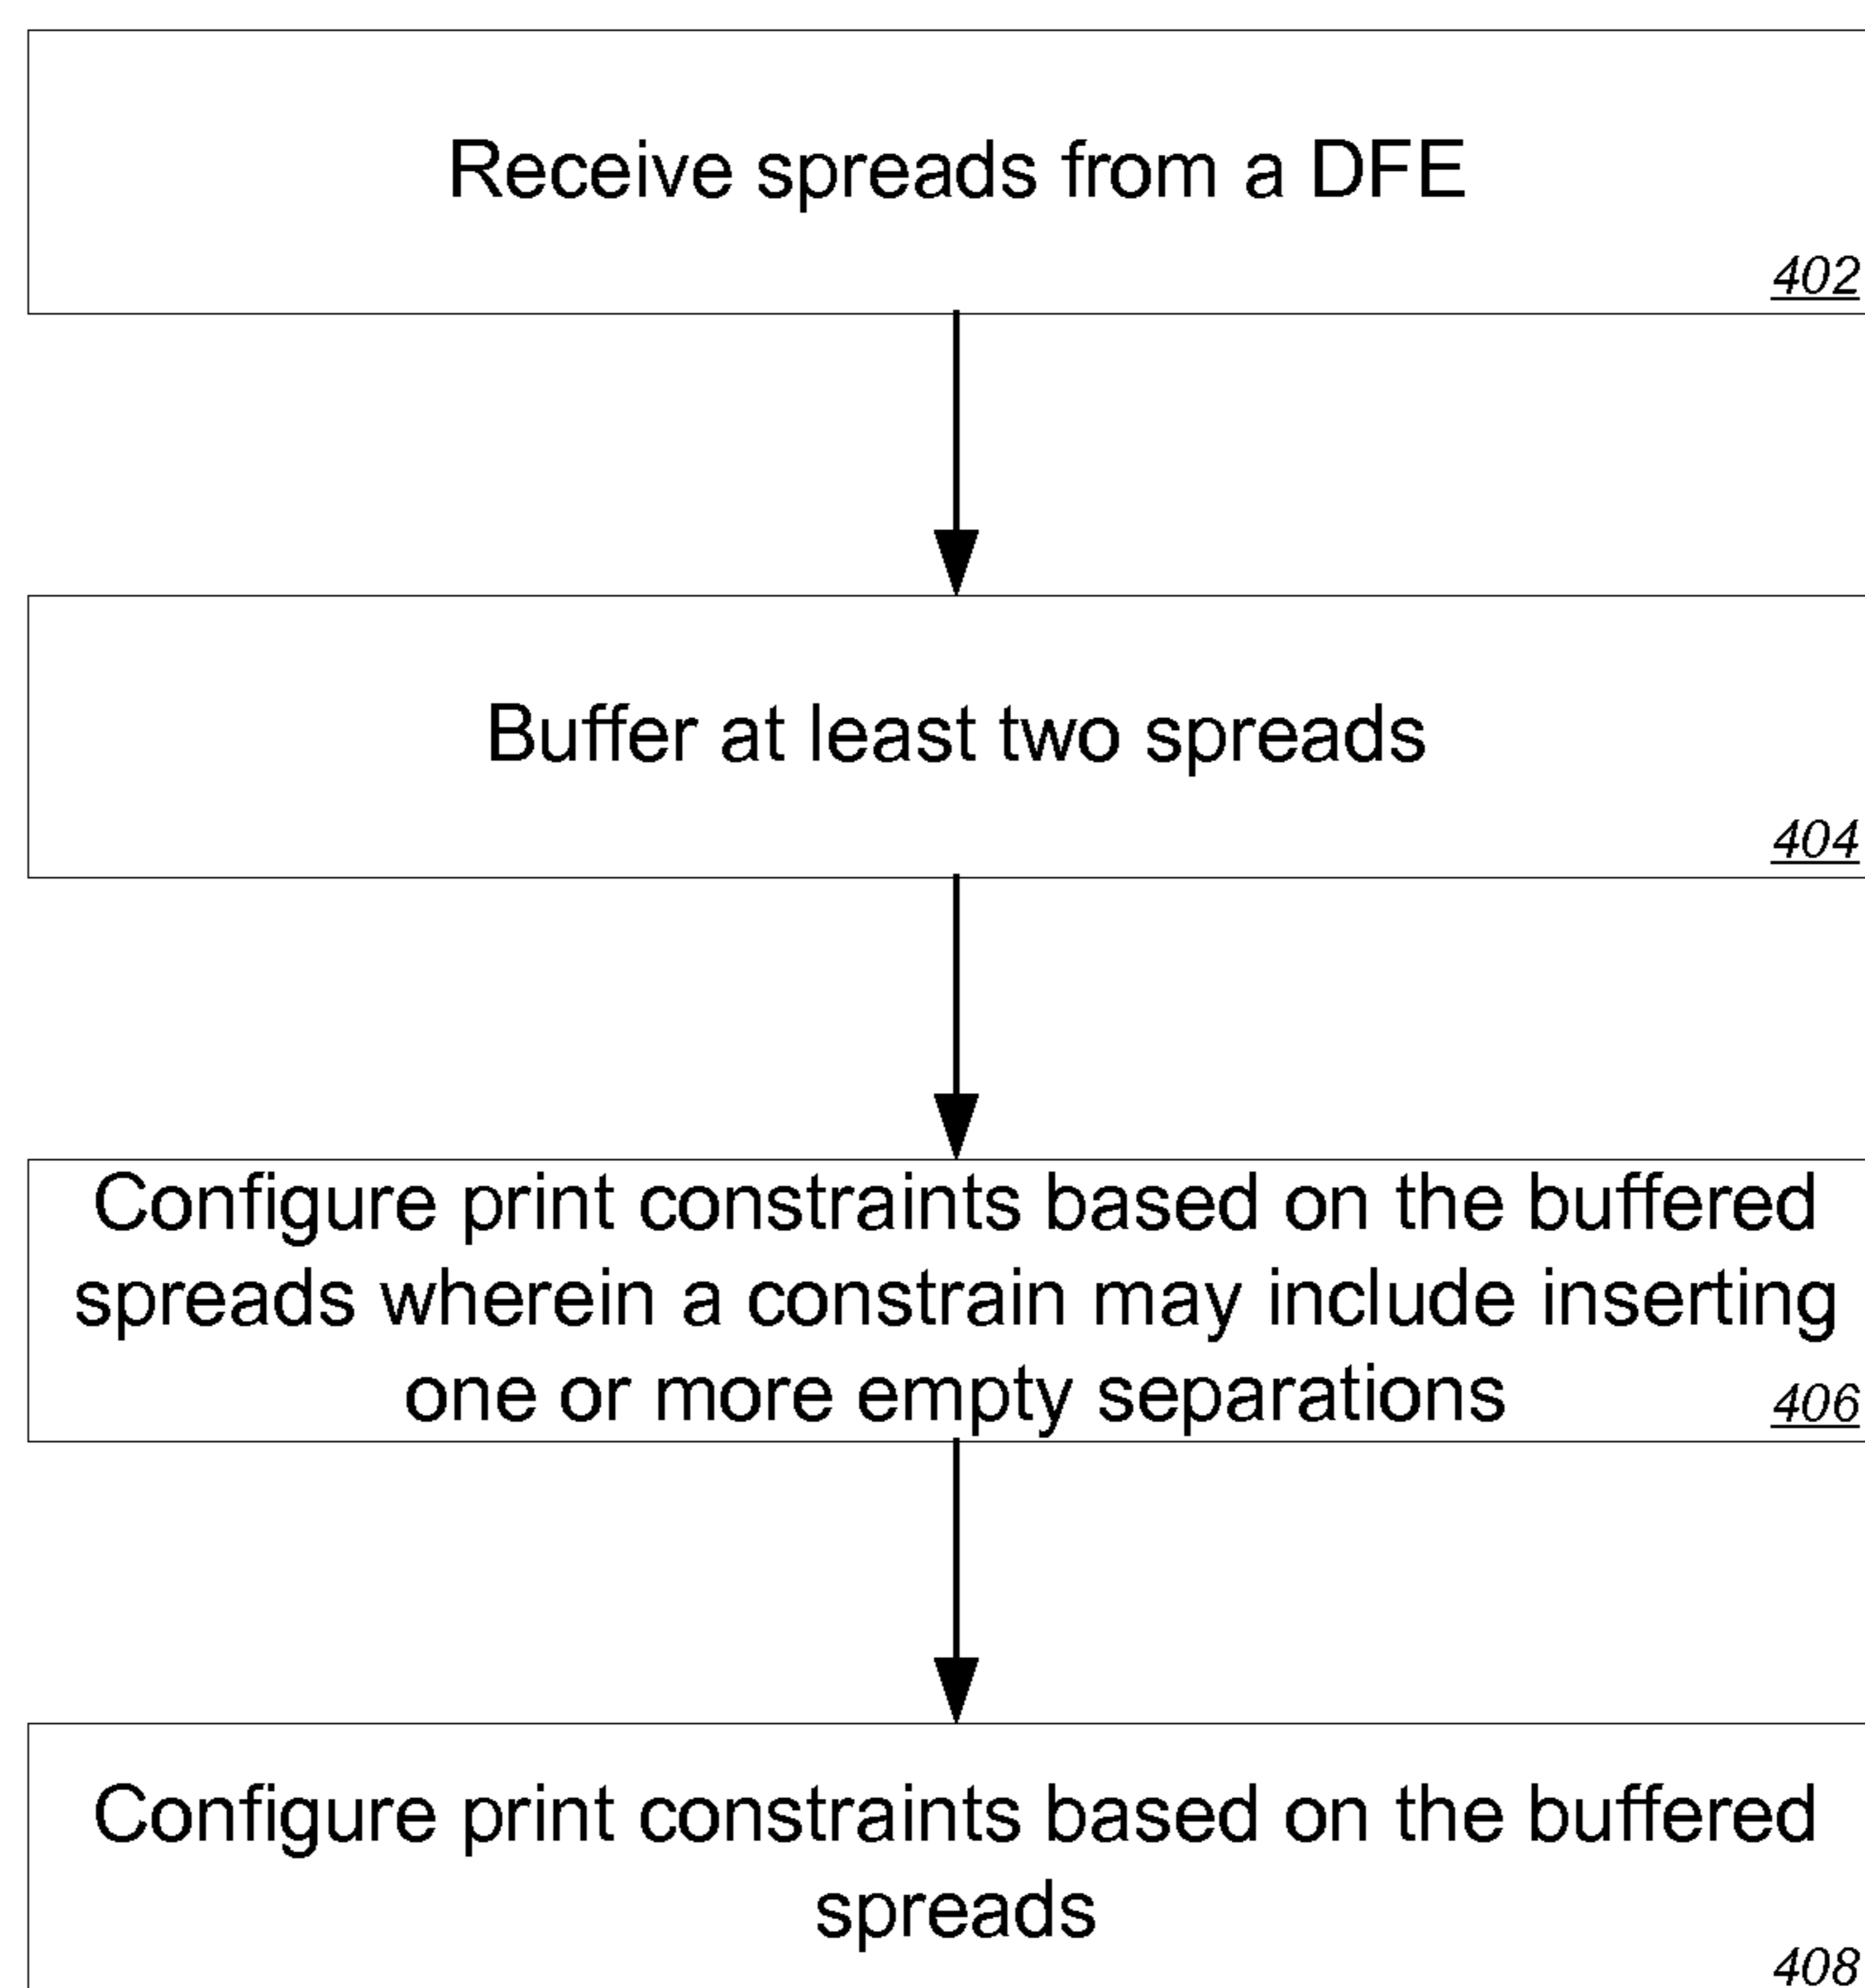 Receive spreads from a DFE
402
Buffer at least two spreads
404
Configure print constraints based on the buffered
spreads wherein a constrain may include inserting
one or more empty separations
406
Configure print constraints based on the buffered
spreads
408